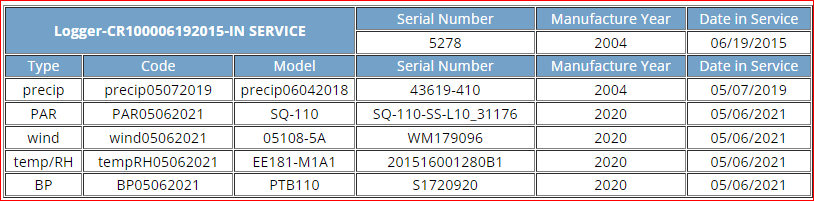 Logger-CR100006192015-IN SERVICE Serial Number Manufacture Year Date in Service
5278 2004 06/19/2015
Type Code Model Serial Number Manufacture Year Date in Service
precip precip05072019 precip06042018 43619-410 2004 05/07/2019
PAR PAR05062021 SQ-110 SQ-110-SS-L10_31176 2020 05/06/2021
wind wind05062021 05108-5A WM179096 2020 05/06/2021
temp/RH tempRH05062021 EE181-M1A1 201516001280B1 2020 05/06/2021
BP BP05062021 PTB110 S1720920 2020 05/06/2021